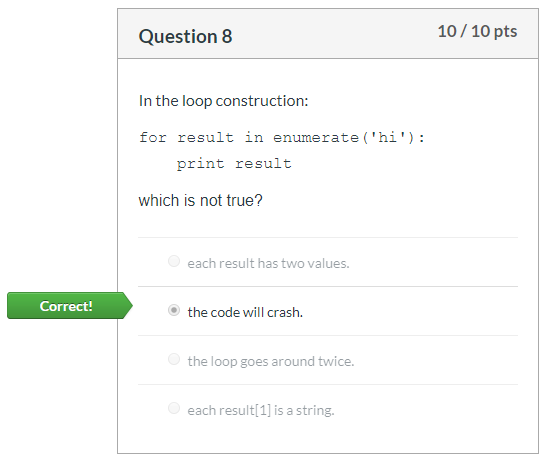 Question 8
10 / 10 pts
In the loop construction:
for result in enumerate('hi'):
    print result
which is not true?
each result has two values.
Correct!
the code will crash.
the loop goes around twice.
each result[1] is a string.